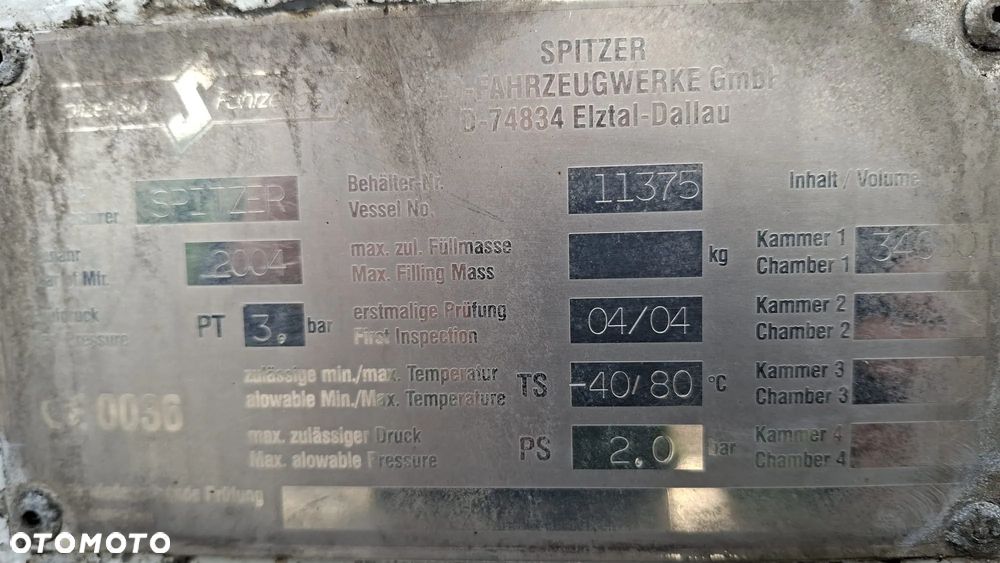 SPITZER
FAHRZEUGWERKE GmbH
D-74834 Elztal-Dallau
SPITZER
Behälter-Nr.
Vessel No.
11375
Inhalt / Volume
2004
max. zul. Füllmasse
Max. Filling Mass
kg
Kammer 1
Chamber 1
PT 3. bar
erstmalige Prüfung
First Inspection
04/04
Kammer 2
Chamber 2
Pressure
zulässige min./max. Temperatur
alowable Min./Max. Temperature
TS -40/80 °C
Kammer 3
Chamber 3
CE 0036
max. zulässiger Druck
Max. alowable Pressure
PS 2.0 bar
Kammer 4
Chamber 4
Prüfung
OTOMOTO